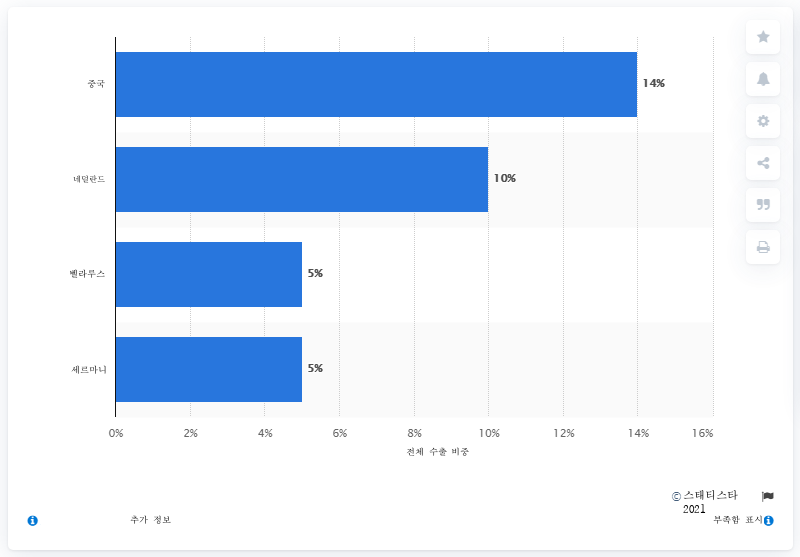 중국
14%
네덜란드
10%
벨라루스
5%
세르마니
5%
0% 2% 4% 6% 8% 10% 12% 14% 16%
전체 수출 비중
© 스태티스타
2021
추가 정보
부족함 표시